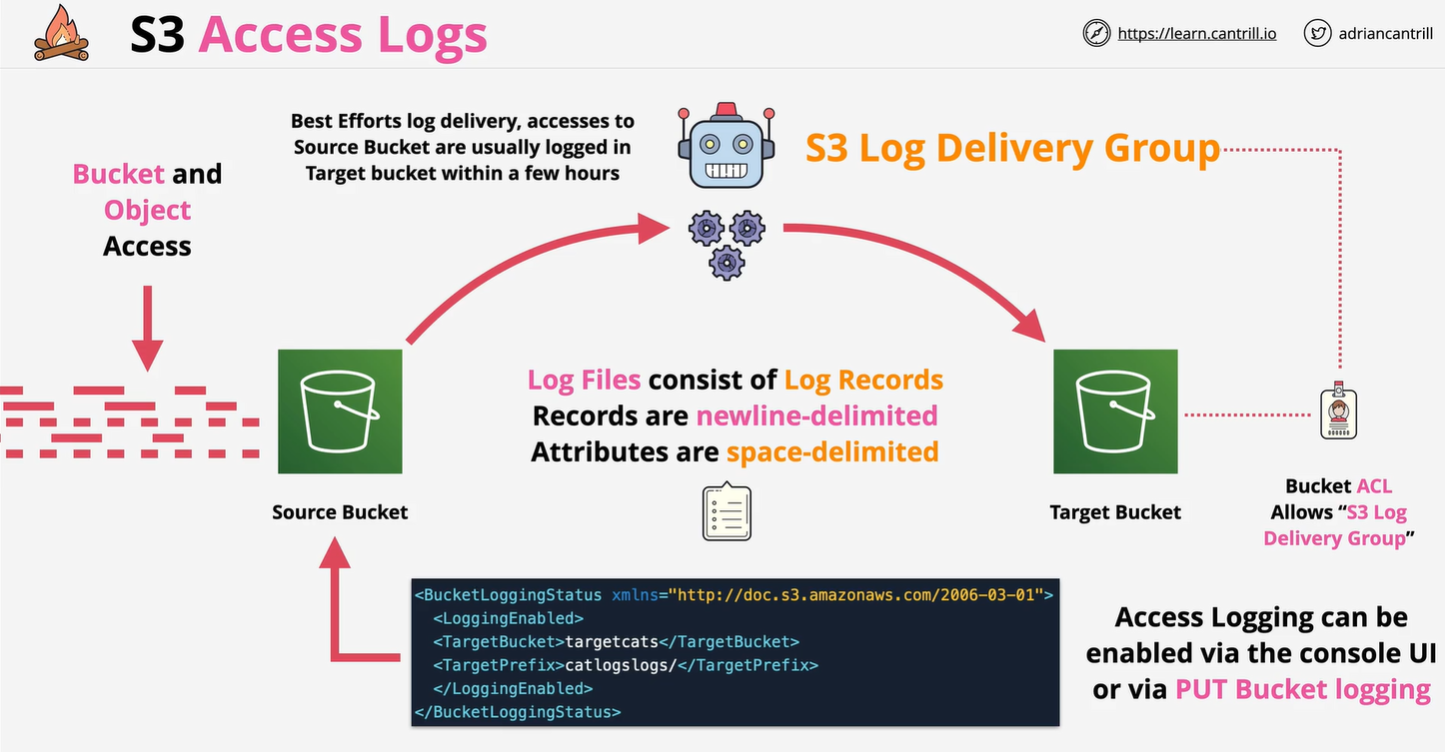 S3 Access Logs
https://learn.cantrill.io
adriancantrill
Best Efforts log delivery, accesses to
Source Bucket are usually logged in
Target bucket within a few hours
S3 Log Delivery Group
Bucket and
Object
Access
Log Files consist of Log Records
Records are newline-delimited
Attributes are space-delimited
Source Bucket
Target Bucket
Bucket ACL
Allows “S3 Log
Delivery Group”
<BucketLoggingStatus xmlns="http://doc.s3.amazonaws.com/2006-03-01">
<LoggingEnabled>
<TargetBucket>targetcats</TargetBucket>
<TargetPrefix>catlogslogs/</TargetPrefix>
</LoggingEnabled>
</BucketLoggingStatus>
Access Logging can be
enabled via the console UI
or via PUT Bucket logging